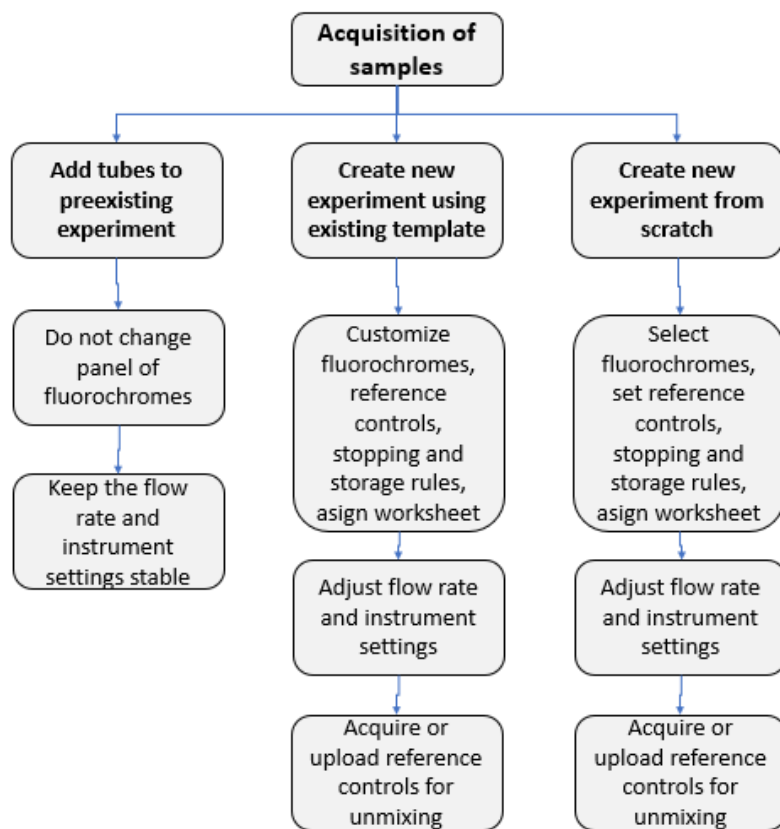 Acquisition of
samples
Add tubes to
preexisting
experiment
Create new
experiment using
existing template
Create new
experiment from
scratch
Do not change
panel of
fluorochromes
Customize
fluorochromes,
reference
controls,
stopping and
storage rules,
asign worksheet
Select
fluorochromes,
set reference
controls,
stopping and
storage rules,
asign worksheet
Keep the flow
rate and
instrument
settings stable
Adjust flow rate
and instrument
settings
Adjust flow rate
and instrument
settings
Acquire or
upload reference
controls for
unmixing
Acquire or
upload reference
controls for
unmixing